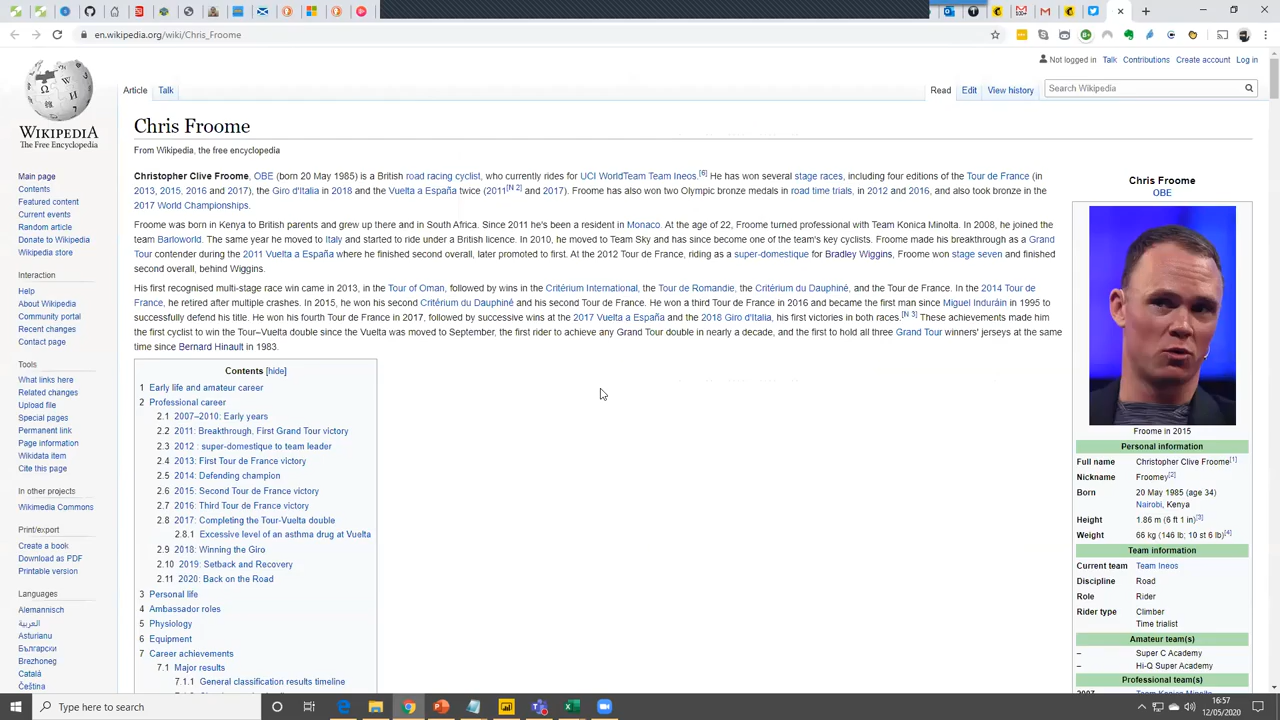 en.wikipedia.org/wiki/Chris_Froome
Not logged in Talk Contributions Create account Log in
Article Talk Read Edit View history Search Wikipedia
WIKIPEDIA
The Free Encyclopedia
Main page
Contents
Featured content
Current events
Random article
Donate to Wikipedia
Wikipedia store
Interaction
Help
About Wikipedia
Community portal
Recent changes
Contact page
Tools
What links here
Related changes
Upload file
Special pages
Permanent link
Page information
Wikidata item
Cite this page
In other projects
Wikimedia Commons
Print/export
Create a book
Download as PDF
Printable version
Languages
Alemannisch
العربية
Asturianu
Български
Brezhoneg
Català
Čeština
Chris Froome
From Wikipedia, the free encyclopedia
Christopher Clive Froome, OBE (born 20 May 1985) is a British road racing cyclist, who currently rides for UCI WorldTeam Team Ineos.[6] He has won several stage races, including four editions of the Tour de France (in
2013, 2015, 2016 and 2017), the Giro d'Italia in 2018 and the Vuelta a España twice (2011[N 2] and 2017). Froome has also won two Olympic bronze medals in road time trials, in 2012 and 2016, and also took bronze in the
2017 World Championships.
Froome was born in Kenya to British parents and grew up there and in South Africa. Since 2011 he's been a resident in Monaco. At the age of 22, Froome turned professional with Team Konica Minolta. In 2008, he joined the
team Barloworld. The same year he moved to Italy and started to ride under a British licence. In 2010, he moved to Team Sky and has since become one of the team's key cyclists. Froome made his breakthrough as a Grand
Tour contender during the 2011 Vuelta a España where he finished second overall, later promoted to first. At the 2012 Tour de France, riding as a super-domestique for Bradley Wiggins, Froome won stage seven and finished
second overall, behind Wiggins.
His first recognised multi-stage race win came in 2013, in the Tour of Oman, followed by wins in the Critérium International, the Tour de Romandie, the Critérium du Dauphiné, and the Tour de France. In the 2014 Tour de
France, he retired after multiple crashes. In 2015, he won his second Critérium du Dauphiné and his second Tour de France. He won a third Tour de France in 2016 and became the first man since Miguel Induráin in 1995 to
successfully defend his title. He won his fourth Tour de France in 2017, followed by successive wins at the 2017 Vuelta a España and the 2018 Giro d'Italia, his first victories in both races.[N 3] These achievements made him
the first cyclist to win the Tour–Vuelta double since the Vuelta was moved to September, the first rider to achieve any Grand Tour double in nearly a decade, and the first to hold all three Grand Tour winners' jerseys at the same
time since Bernard Hinault in 1983.
Contents [hide]
1 Early life and amateur career
2 Professional career
2.1 2007–2010: Early years
2.2 2011: Breakthrough, First Grand Tour victory
2.3 2012 : super-domestique to team leader
2.4 2013: First Tour de France victory
2.5 2014: Defending champion
2.6 2015: Second Tour de France victory
2.7 2016: Third Tour de France victory
2.8 2017: Completing the Tour-Vuelta double
2.8.1 Excessive level of an asthma drug at Vuelta
2.9 2018: Winning the Giro
2.10 2019: Setback and Recovery
2.11 2020: Back on the Road
3 Personal life
4 Ambassador roles
5 Physiology
6 Equipment
7 Career achievements
7.1 Major results
7.1.1 General classification results timeline
Chris Froome
OBE
Froome in 2015
Personal information
Full name Christopher Clive Froome[1]
Nickname Froomey[2]
Born 20 May 1985 (age 34)
Nairobi, Kenya
Height 1.86 m (6 ft 1 in)[3]
Weight 66 kg (146 lb; 10 st 6 lb)[4]
Team information
Current team Team Ineos
Discipline Road
Role Rider
Rider type Climber
Time trialist
Amateur team(s)
– Super C Academy
– Hi-Q Super Academy
Professional team(s)
2007 Team Konica Minolta
Type here to search
16:57
12/05/2020